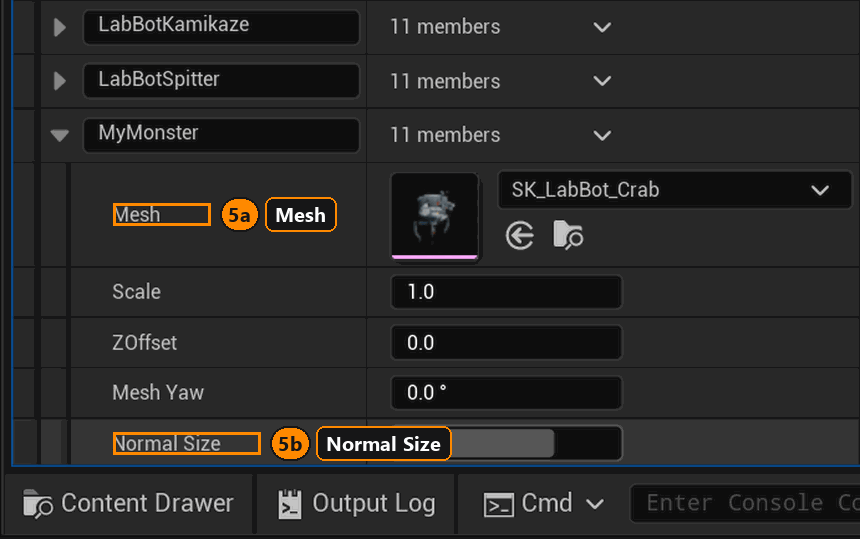 LabBotKamikaze 11 members
LabBotSpitter 11 members
MyMonster 11 members
Mesh 5a Mesh SK_LabBot_Crab
Scale 1.0
ZOffset 0.0
Mesh Yaw 0.0 °
Normal Size 5b Normal Size
Content Drawer Output Log Cmd Enter Console Co